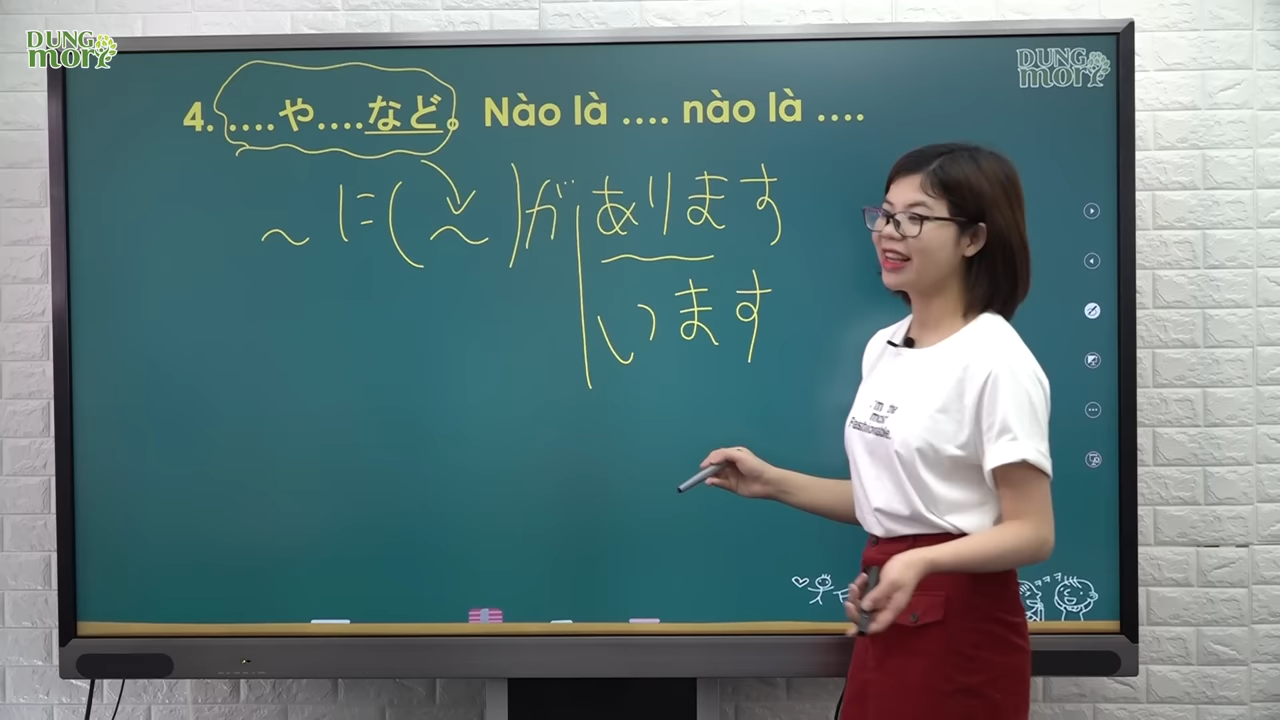 DUNG mori
DUNG mori
4. ....や....など。 Nào là .... nào là ....
～に(～)があります
います